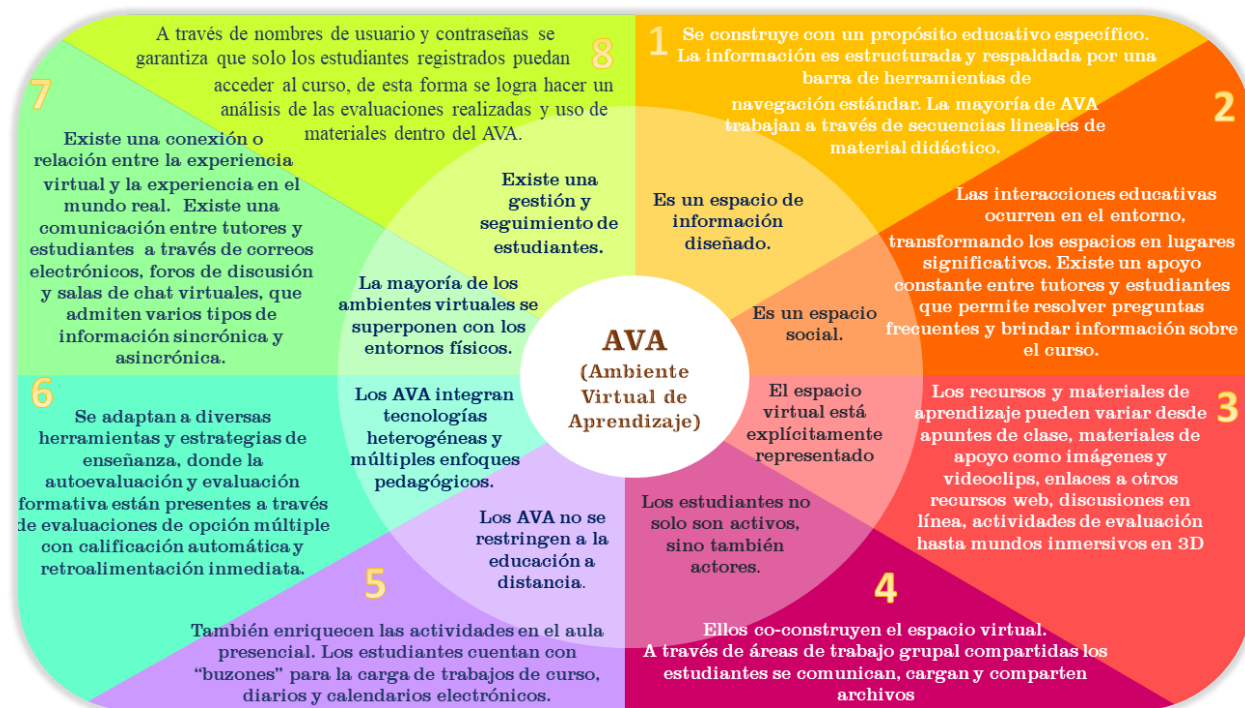 AVA
(Ambiente
Virtual de
Aprendizaje)
1
Se construye con un propósito educativo específico.
La información es estructurada y respaldada por una
barra de herramientas de
navegación estándar. La mayoría de AVA
trabajan a través de secuencias lineales de
material didáctico.
Es un espacio de
información
diseñado.
2
Las interacciones educativas
ocurren en el entorno,
transformando los espacios en lugares
significativos. Existe un apoyo
constante entre tutores y estudiantes
que permite resolver preguntas
frecuentes y brindar información sobre
el curso.
Es un espacio
social.
3
Los recursos y materiales de
aprendizaje pueden variar desde
apuntes de clase, materiales de
apoyo como imágenes y
videoclips, enlaces a otros
recursos web, discusiones en
línea, actividades de evaluación
hasta mundos inmersivos en 3D
El espacio
virtual está
explícitamente
representado
4
Ellos co-construyen el espacio virtual.
A través de áreas de trabajo grupal compartidas los
estudiantes se comunican, cargan y comparten
archivos
Los estudiantes no
solo son activos,
sino también
actores.
5
También enriquecen las actividades en el aula
presencial. Los estudiantes cuentan con
“buzones” para la carga de trabajos de curso,
diarios y calendarios electrónicos.
Los AVA no se
restringen a la
educación a
distancia.
6
Se adaptan a diversas
herramientas y estrategias de
enseñanza, donde la
autoevaluación y evaluación
formativa están presentes a través
de evaluaciones de opción múltiple
con calificación automática y
retroalimentación inmediata.
Los AVA integran
tecnologías
heterogéneas y
múltiples enfoques
pedagógicos.
7
Existe una conexión o
relación entre la experiencia
virtual y la experiencia en el
mundo real. Existe una
comunicación entre tutores y
estudiantes a través de correos
electrónicos, foros de discusión
y salas de chat virtuales, que
admiten varios tipos de
información sincrónica y
asincrónica.
La mayoría de los
ambientes virtuales se
superponen con los
entornos físicos.
8
A través de nombres de usuario y contraseñas se
garantiza que solo los estudiantes registrados puedan
acceder al curso, de esta forma se logra hacer un
análisis de las evaluaciones realizadas y uso de
materiales dentro del AVA.
Existe una
gestión y
seguimiento de
estudiantes.